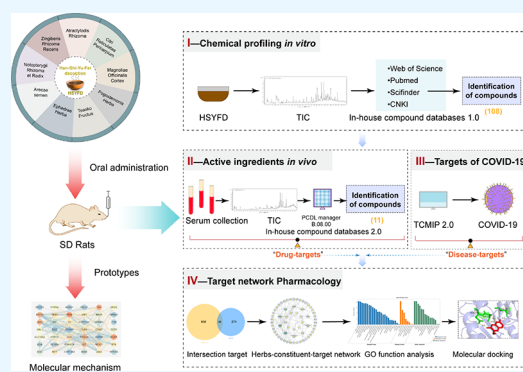 Atractylodis
Rhizoma
Citri
Reticulatae
Pericarpium
Magnoliae
Officinalis
Cortex
Pogostemonis
Herba
Tsaoko
Fructus
Ephedrae
Herba
Arecae
semen
Notopterygii
Rhizoma
et Radix
Zingiberis
Rhizoma
Recens
Han-Shi-Yu-Fei
decoction
HSYFD
Oral administration
SD Rats
Prototypes
Molecular mechanism
I—Chemical profiling in vitro
HSYFD
TIC
•Web of Science
•Pubmed
•Scifinder
•CNKI
In-house compound databases 1.0
Identification
of compounds
(108)
II—Active ingredients in vivo
Serum collection
TIC
PCDL manager
B.08.00
In-house compound databases 2.0
Identification
of compounds
(11)
III—Targets of COVID-19
TCMIP 2.0
COVID-19
"Drug-targets"
"Disease-targets"
IV—Target network Pharmacology
Intersection target
Herbs-constituent-target network
GO function analysis
Molecular docking